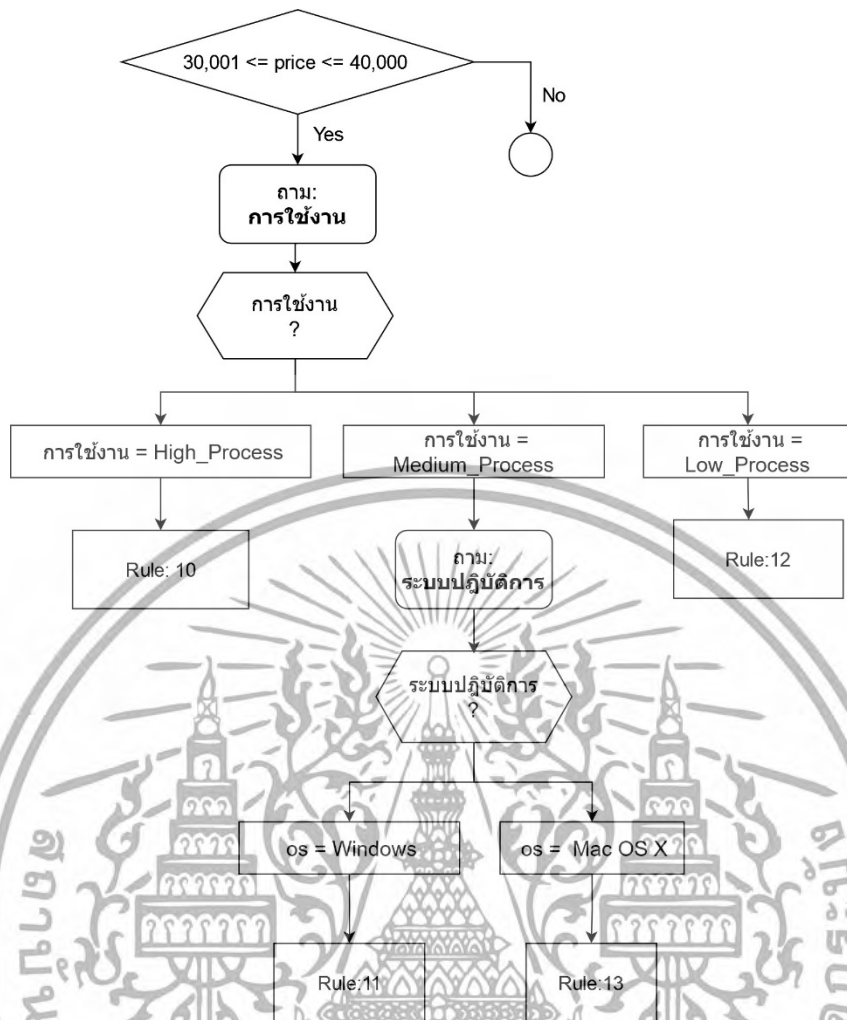 30,001 <= price <= 40,000
No
Yes
ถาม:
การใช้งาน
การใช้งาน
?
การใช้งาน = High_Process
การใช้งาน =
Medium_Process
การใช้งาน =
Low_Process
Rule: 10
ถาม:
ระบบปฏิบัติการ
Rule:12
ระบบปฏิบัติการ
?
os = Windows
os =  Mac OS X
Rule:11
Rule:13